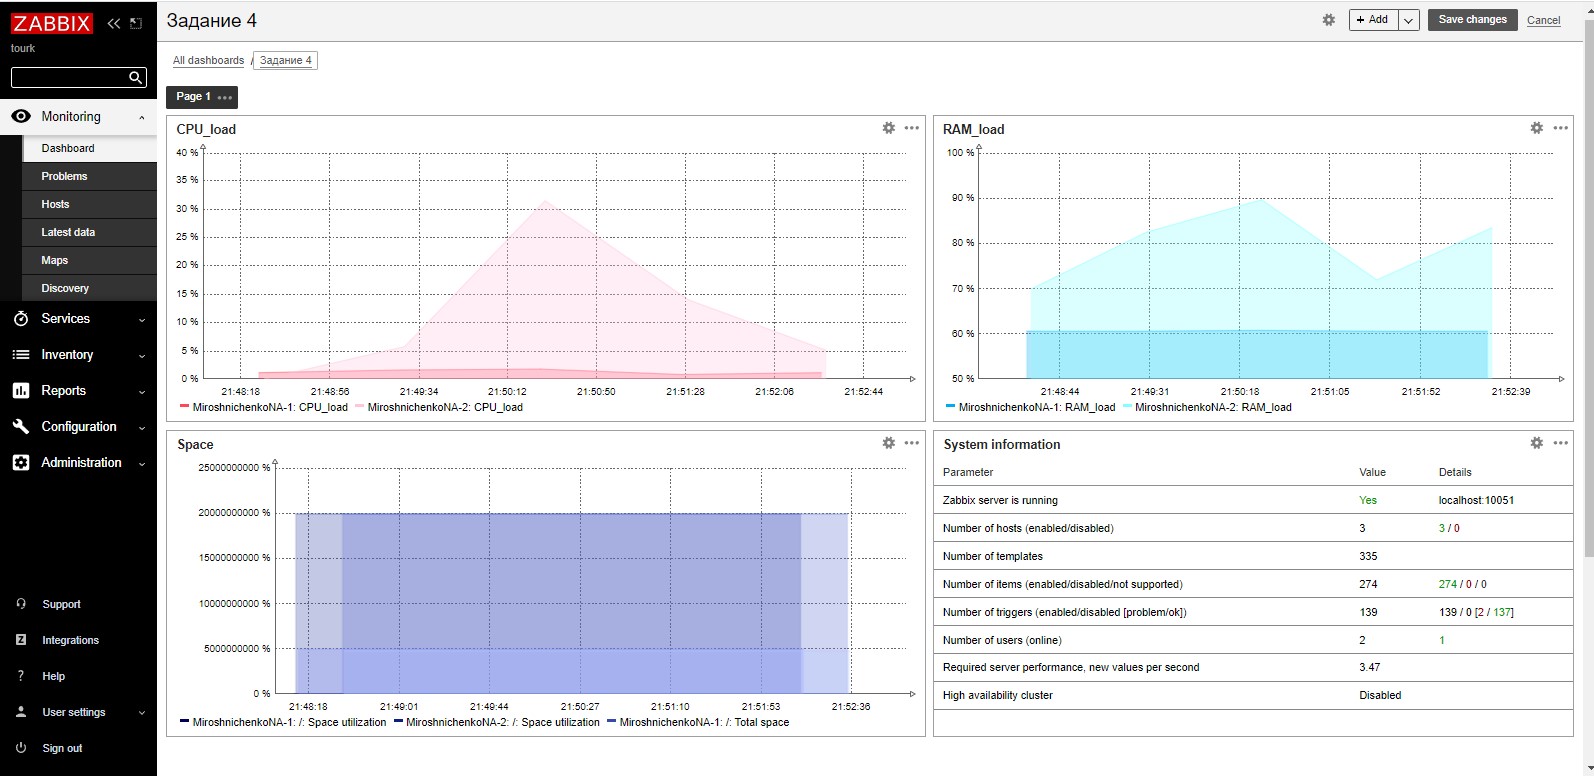 ZABBIX
tourk
Monitoring
Dashboard
Problems
Hosts
Latest data
Maps
Discovery
Services
Inventory
Reports
Configuration
Administration
Support
Integrations
Help
User settings
Sign out
Задание 4
+ Add
Save changes
Cancel
All dashboards / Задание 4
Page 1
CPU_load
40 %
35 %
30 %
25 %
20 %
15 %
10 %
5 %
0 %
21:48:18 21:48:56 21:49:34 21:50:12 21:50:50 21:51:28 21:52:06 21:52:44
MiroshnichenkoNA-1: CPU_load MiroshnichenkoNA-2: CPU_load
RAM_load
100 %
90 %
80 %
70 %
60 %
50 %
21:48:44 21:49:31 21:50:18 21:51:05 21:51:52 21:52:39
MiroshnichenkoNA-1: RAM_load MiroshnichenkoNA-2: RAM_load
Space
25000000000 %
20000000000 %
15000000000 %
10000000000 %
5000000000 %
0 %
21:48:18 21:49:01 21:49:44 21:50:27 21:51:10 21:51:53 21:52:36
MiroshnichenkoNA-1: /: Space utilization MiroshnichenkoNA-2: /: Space utilization MiroshnichenkoNA-1: /: Total space
System information
Parameter Value Details
Zabbix server is running Yes localhost:10051
Number of hosts (enabled/disabled) 3 3 / 0
Number of templates 335
Number of items (enabled/disabled/not supported) 274 274 / 0 / 0
Number of triggers (enabled/disabled [problem/ok]) 139 139 / 0 [2 / 137]
Number of users (online) 2 1
Required server performance, new values per second 3.47
High availability cluster Disabled